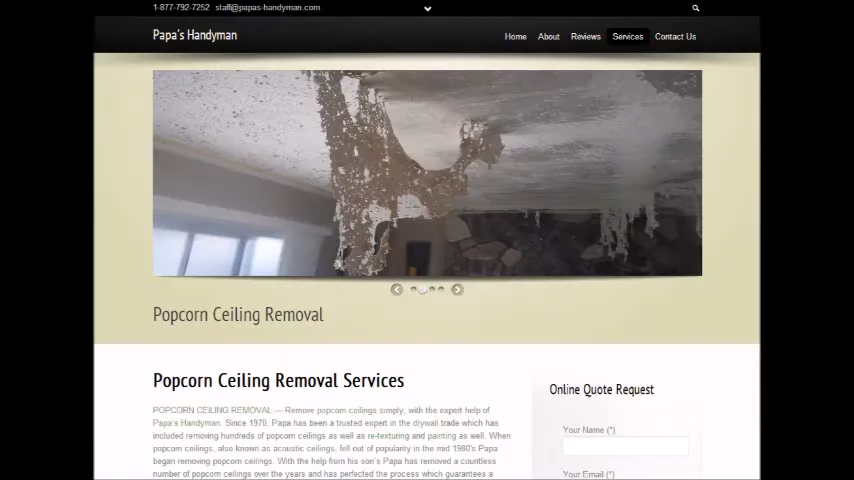 1-877-792-7252 staff@papas-handyman.com
Papa's Handyman
Home About Reviews Services Contact Us
Popcorn Ceiling Removal
Popcorn Ceiling Removal Services
POPCORN CEILING REMOVAL — Remove popcorn ceilings simply, with the expert help of
Papa's Handyman. Since 1970, Papa has been a trusted expert in the drywall trade which has
included removing hundreds of popcorn ceilings as well as re-texturing and painting as well. When
popcorn ceilings, also known as acoustic ceilings, fell out of popularity in the mid 1980's Papa
began removing popcorn ceilings. With the help from his son's Papa has removed a countless
number of popcorn ceilings over the years and has perfected the process which guarantees a
Online Quote Request
Your Name (*)
Your Email (*)